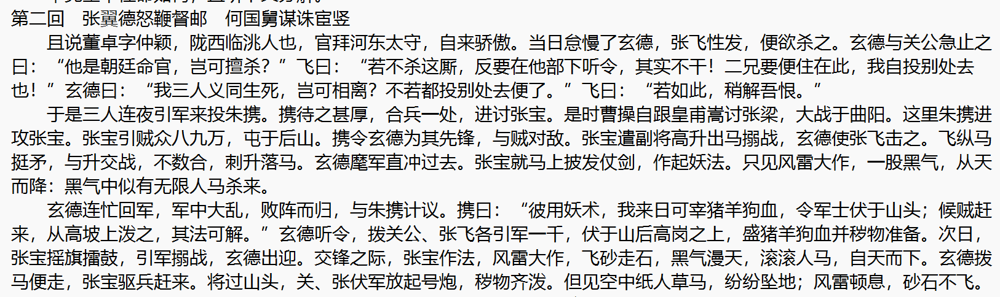 第二回　张翼德怒鞭督邮　何国舅谋诛宦竖
　　且说董卓字仲颖，陇西临洮人也，官拜河东太守，自来骄傲。当日怠慢了玄德，张飞性发，便欲杀之。玄德与关公急止之
曰：“他是朝廷命官，岂可擅杀？”飞曰：“若不杀这厮，反要在他部下听令，其实不干！二兄要便住在此，我自投别处去
也！”玄德曰：“我三人义同生死，岂可相离？不若都投别处去便了。”飞曰：“若如此，稍解吾恨。”
　　于是三人连夜引军来投朱携。携待之甚厚，合兵一处，进讨张宝。是时曹操自跟皇甫嵩讨张梁，大战于曲阳。这里朱携进
攻张宝。张宝引贼众八九万，屯于后山。携令玄德为其先锋，与贼对敌。张宝遣副将高升出马搦战，玄德使张飞击之。飞纵马
挺矛，与升交战，不数合，刺升落马。玄德麾军直冲过去。张宝就马上披发仗剑，作起妖法。只见风雷大作，一股黑气，从天
而降：黑气中似有无限人马杀来。
　　玄德连忙回军，军中大乱，败阵而归，与朱携计议。携曰：“彼用妖术，我来日可宰猪羊狗血，令军士伏于山头；候贼赶
来，从高坡上泼之，其法可解。”玄德听令，拨关公、张飞各引军一千，伏于山后高岗之上，盛猪羊狗血并秽物准备。次日，
张宝摇旗擂鼓，引军搦战，玄德出迎。交锋之际，张宝作法，风雷大作，飞砂走石，黑气漫天，滚滚人马，自天而下。玄德拨
马便走，张宝驱兵赶来。将过山头，关、张伏军放起号炮，秽物齐泼。但见空中纸人草马，纷纷坠地；风雷顿息，砂石不飞。